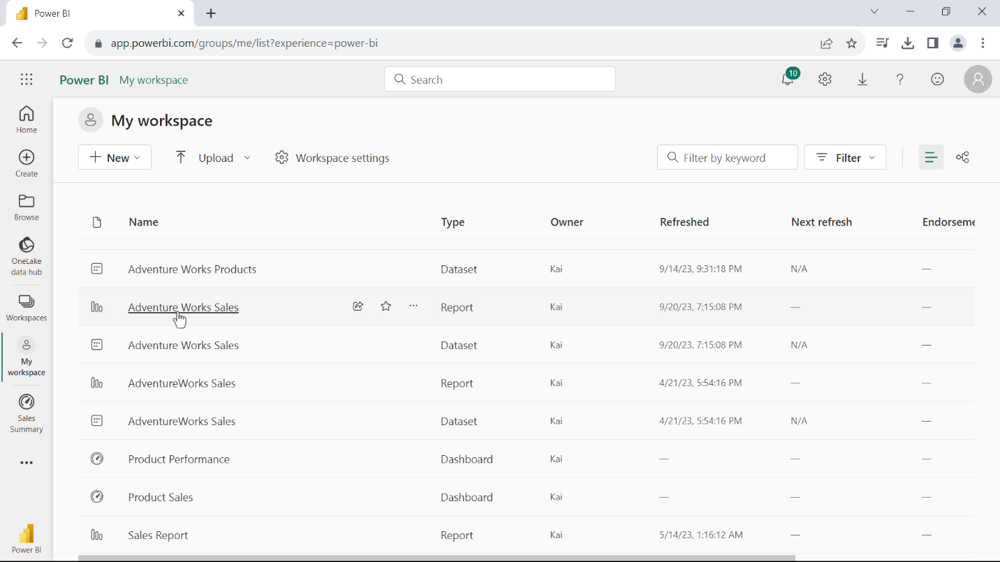 Power BI
app.powerbi.com/groups/me/list?experience=power-bi
Power BI My workspace Search 10
My workspace
New Upload Workspace settings Filter by keyword Filter
Home
Create
Browse
OneLake
data hub
Workspaces
My
workspace
Sales
Summary
Power BI
Name Type Owner Refreshed Next refresh Endorseme
Adventure Works Products Dataset Kai 9/14/23, 9:31:18 PM N/A —
Adventure Works Sales Report Kai 9/20/23, 7:15:08 PM — —
Adventure Works Sales Dataset Kai 9/20/23, 7:15:08 PM N/A —
AdventureWorks Sales Report Kai 4/21/23, 5:54:16 PM — —
AdventureWorks Sales Dataset Kai 4/21/23, 5:54:16 PM N/A —
Product Performance Dashboard Kai — — —
Product Sales Dashboard Kai — — —
Sales Report Report Kai 5/14/23, 1:16:12 AM — —